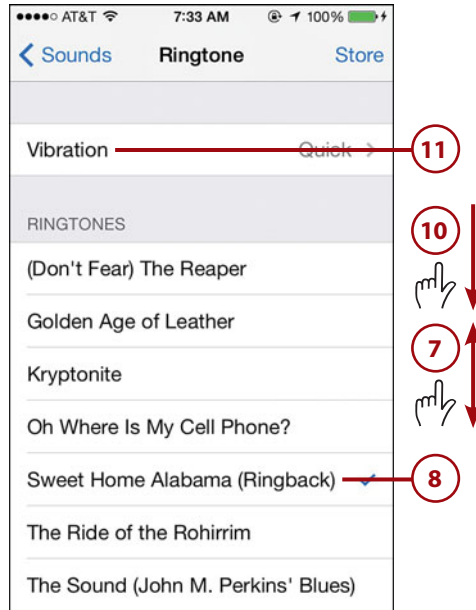 AT&T 7:33 AM 100%
Sounds Ringtone Store
Vibration Quick
11
RINGTONES
10
(Don't Fear) The Reaper
Golden Age of Leather
7
Kryptonite
Oh Where Is My Cell Phone?
Sweet Home Alabama (Ringback)
8
The Ride of the Rohirrim
The Sound (John M. Perkins' Blues)